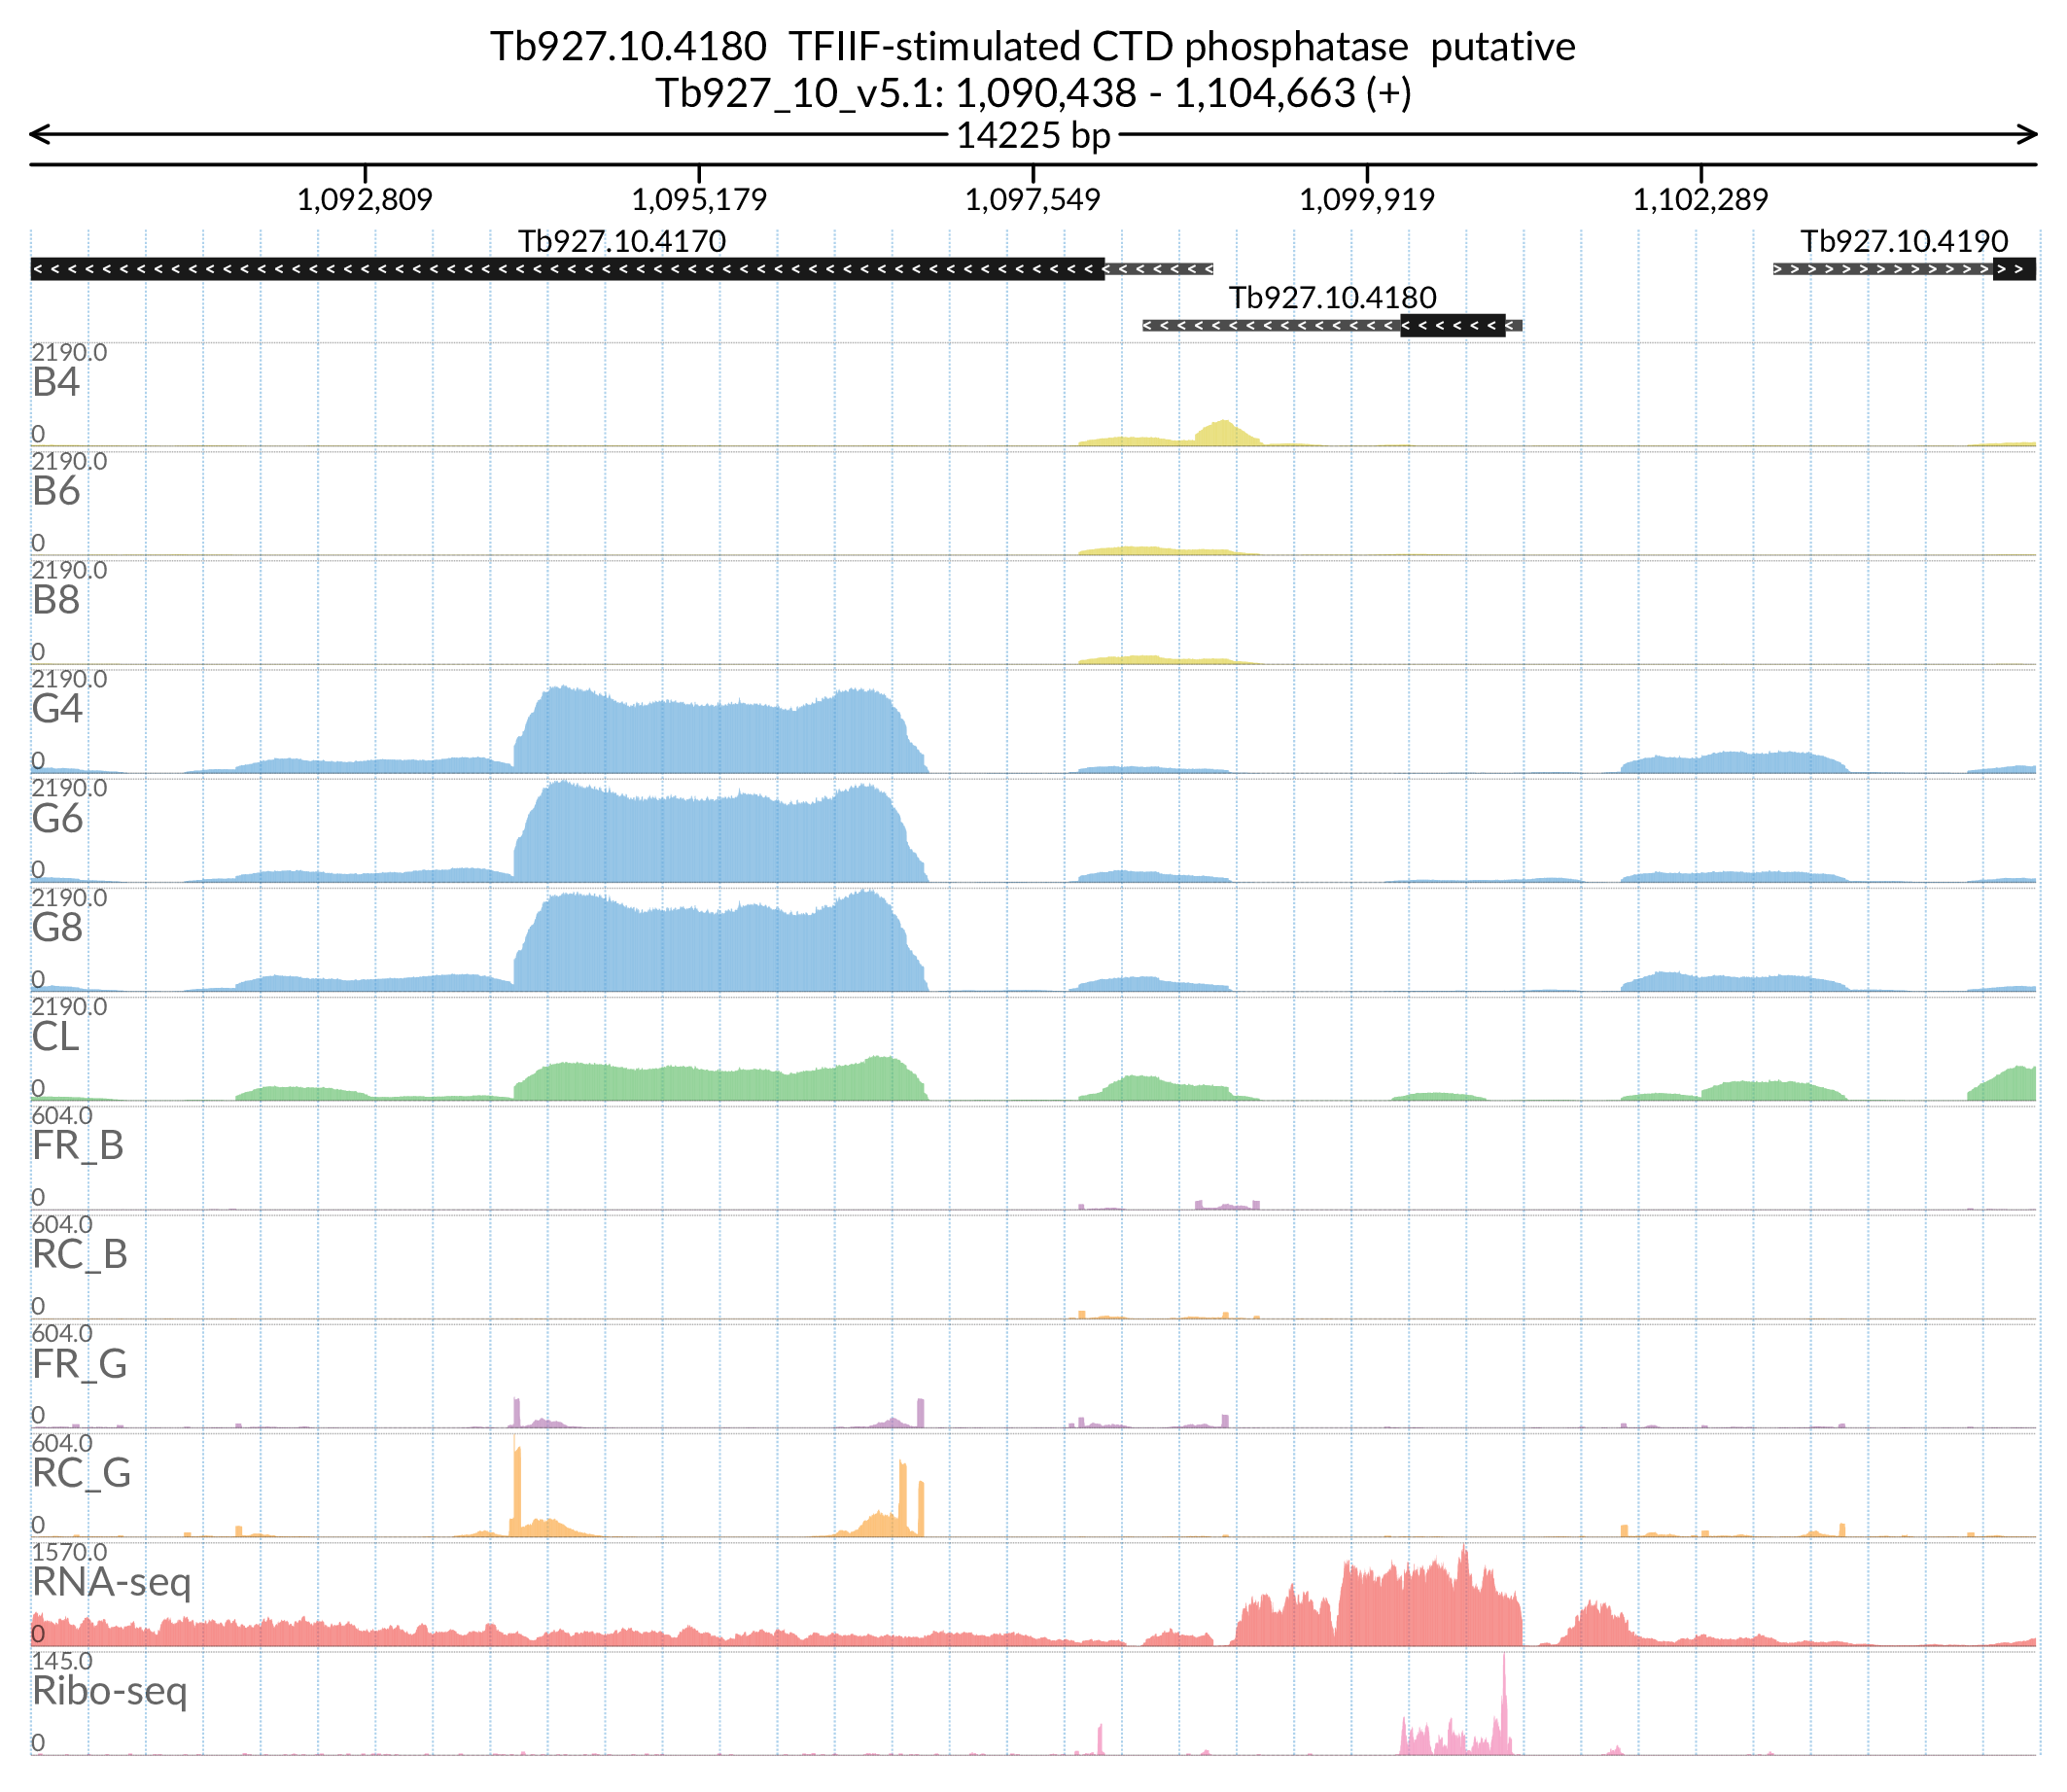 Tb927.10.4180  TFIIF-stimulated CTD phosphatase  putative
Tb927_10_v5.1: 1,090,438 - 1,104,663 (+)
14225 bp
1,092,809 1,095,179 1,097,549 1,099,919 1,102,289
Tb927.10.4170 Tb927.10.4190
Tb927.10.4180
2190.0
B4
0
2190.0
B6
0
2190.0
B8
0
2190.0
G4
0
2190.0
G6
0
2190.0
G8
0
2190.0
CL
0
604.0
FR_B
0
604.0
RC_B
0
604.0
FR_G
0
604.0
RC_G
0
1570.0
RNA-seq
0
145.0
Ribo-seq
0